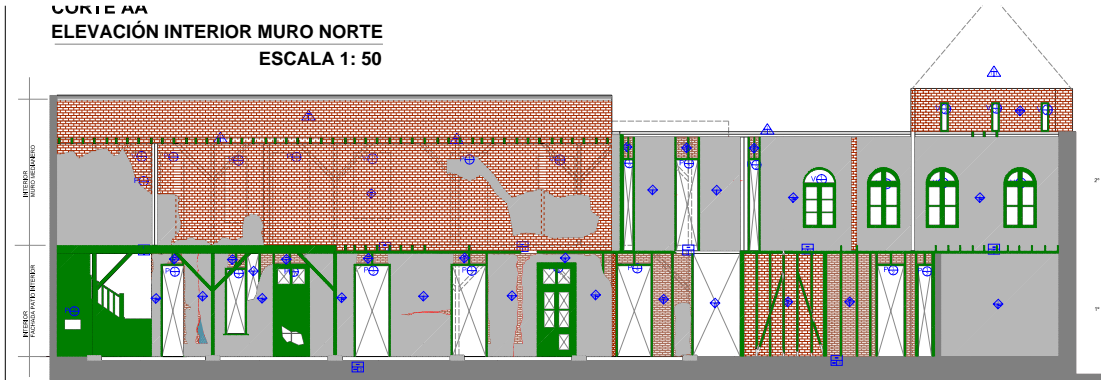 CORTE AA
ELEVACIÓN INTERIOR MURO NORTE
ESCALA 1: 50
INTERIOR
MURO MEDIANERO
2°
INTERIOR
FACHADA PATIO INTERIOR
1°